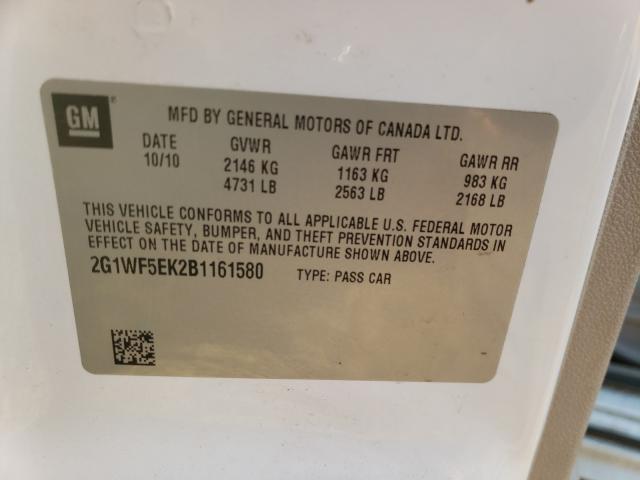 GM®
MFD BY GENERAL MOTORS OF CANADA LTD.
DATE GVWR GAWR FRT GAWR RR
10/10 2146 KG 1163 KG 983 KG
4731 LB 2563 LB 2168 LB
THIS VEHICLE CONFORMS TO ALL APPLICABLE U.S. FEDERAL MOTOR
VEHICLE SAFETY, BUMPER, AND THEFT PREVENTION STANDARDS IN
EFFECT ON THE DATE OF MANUFACTURE SHOWN ABOVE.
2G1WF5EK2B1161580 TYPE: PASS CAR